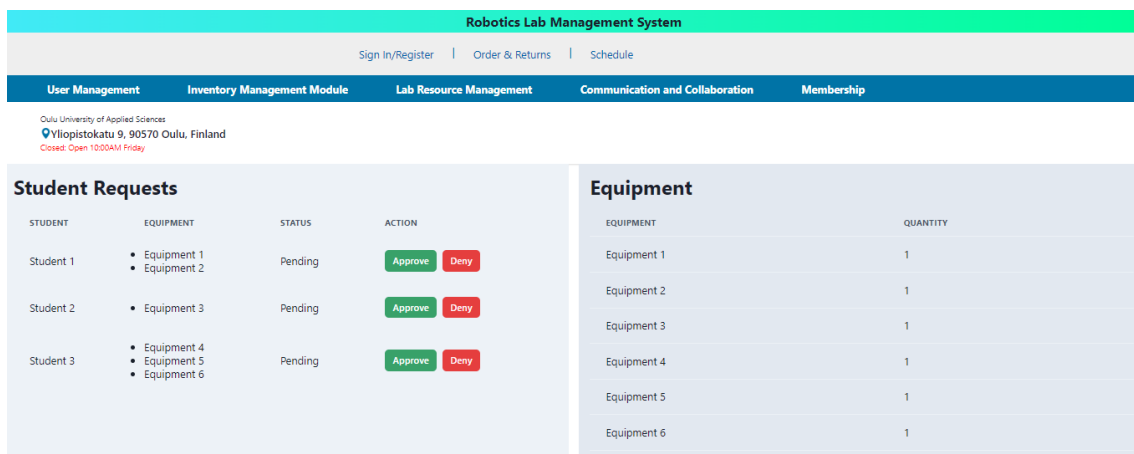 Robotics Lab Management System
Sign In/Register | Order & Returns | Schedule
User Management Inventory Management Module Lab Resource Management Communication and Collaboration Membership
Oulu University of Applied Sciences
Yliopistokatu 9, 90570 Oulu, Finland
Closed: Open 10:00AM Friday
Student Requests
STUDENT EQUIPMENT STATUS ACTION
Student 1 • Equipment 1 • Equipment 2 Pending Approve Deny
Student 2 • Equipment 3 Pending Approve Deny
Student 3 • Equipment 4 • Equipment 5 • Equipment 6 Pending Approve Deny
Equipment
EQUIPMENT QUANTITY
Equipment 1 1
Equipment 2 1
Equipment 3 1
Equipment 4 1
Equipment 5 1
Equipment 6 1